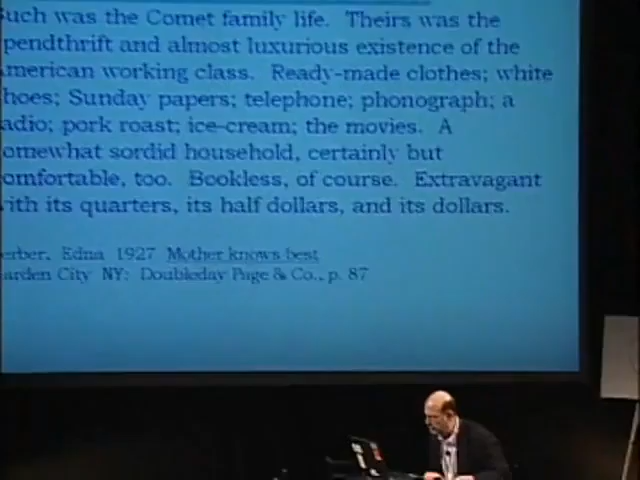 uch was the Comet family life. Theirs was the
pendthrift and almost luxurious existence of the
merican working class. Ready-made clothes; white
hoes; Sunday papers; telephone; phonograph; a
adio; pork roast; ice-cream; the movies. A
omewhat sordid household, certainly but
omfortable, too. Bookless, of course. Extravagant
ith its quarters, its half dollars, and its dollars.
erber, Edna 1927 Mother knows best
arden City NY: Doubleday Page & Co., p. 87